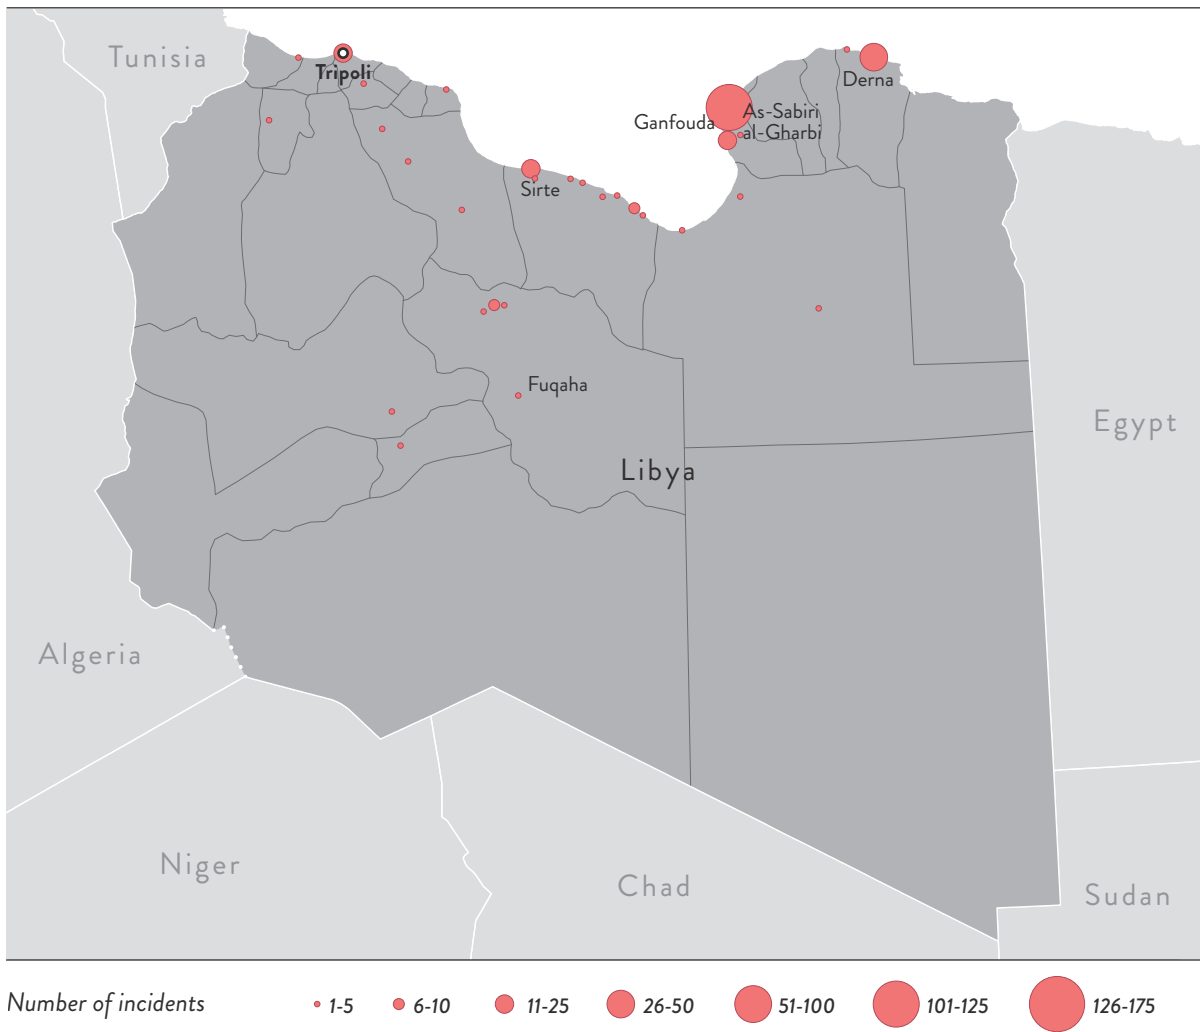 Tunisia
Tripoli
Derna
As-Sabiri
Ganfouda
al-Gharbi
Sirte
Fuqaha
Egypt
Libya
Algeria
Niger
Chad
Sudan
Number of incidents 1-5 6-10 11-25 26-50 51-100 101-125 126-175